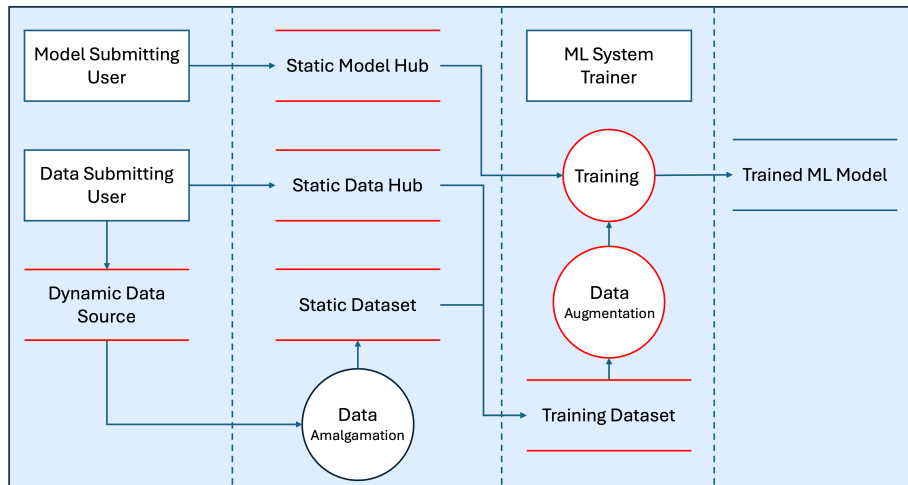 Model Submitting
User
Static Model Hub
ML System
Trainer
Data Submitting
User
Static Data Hub
Training
Trained ML Model
Dynamic Data
Source
Static Dataset
Data
Augmentation
Data
Amalgamation
Training Dataset